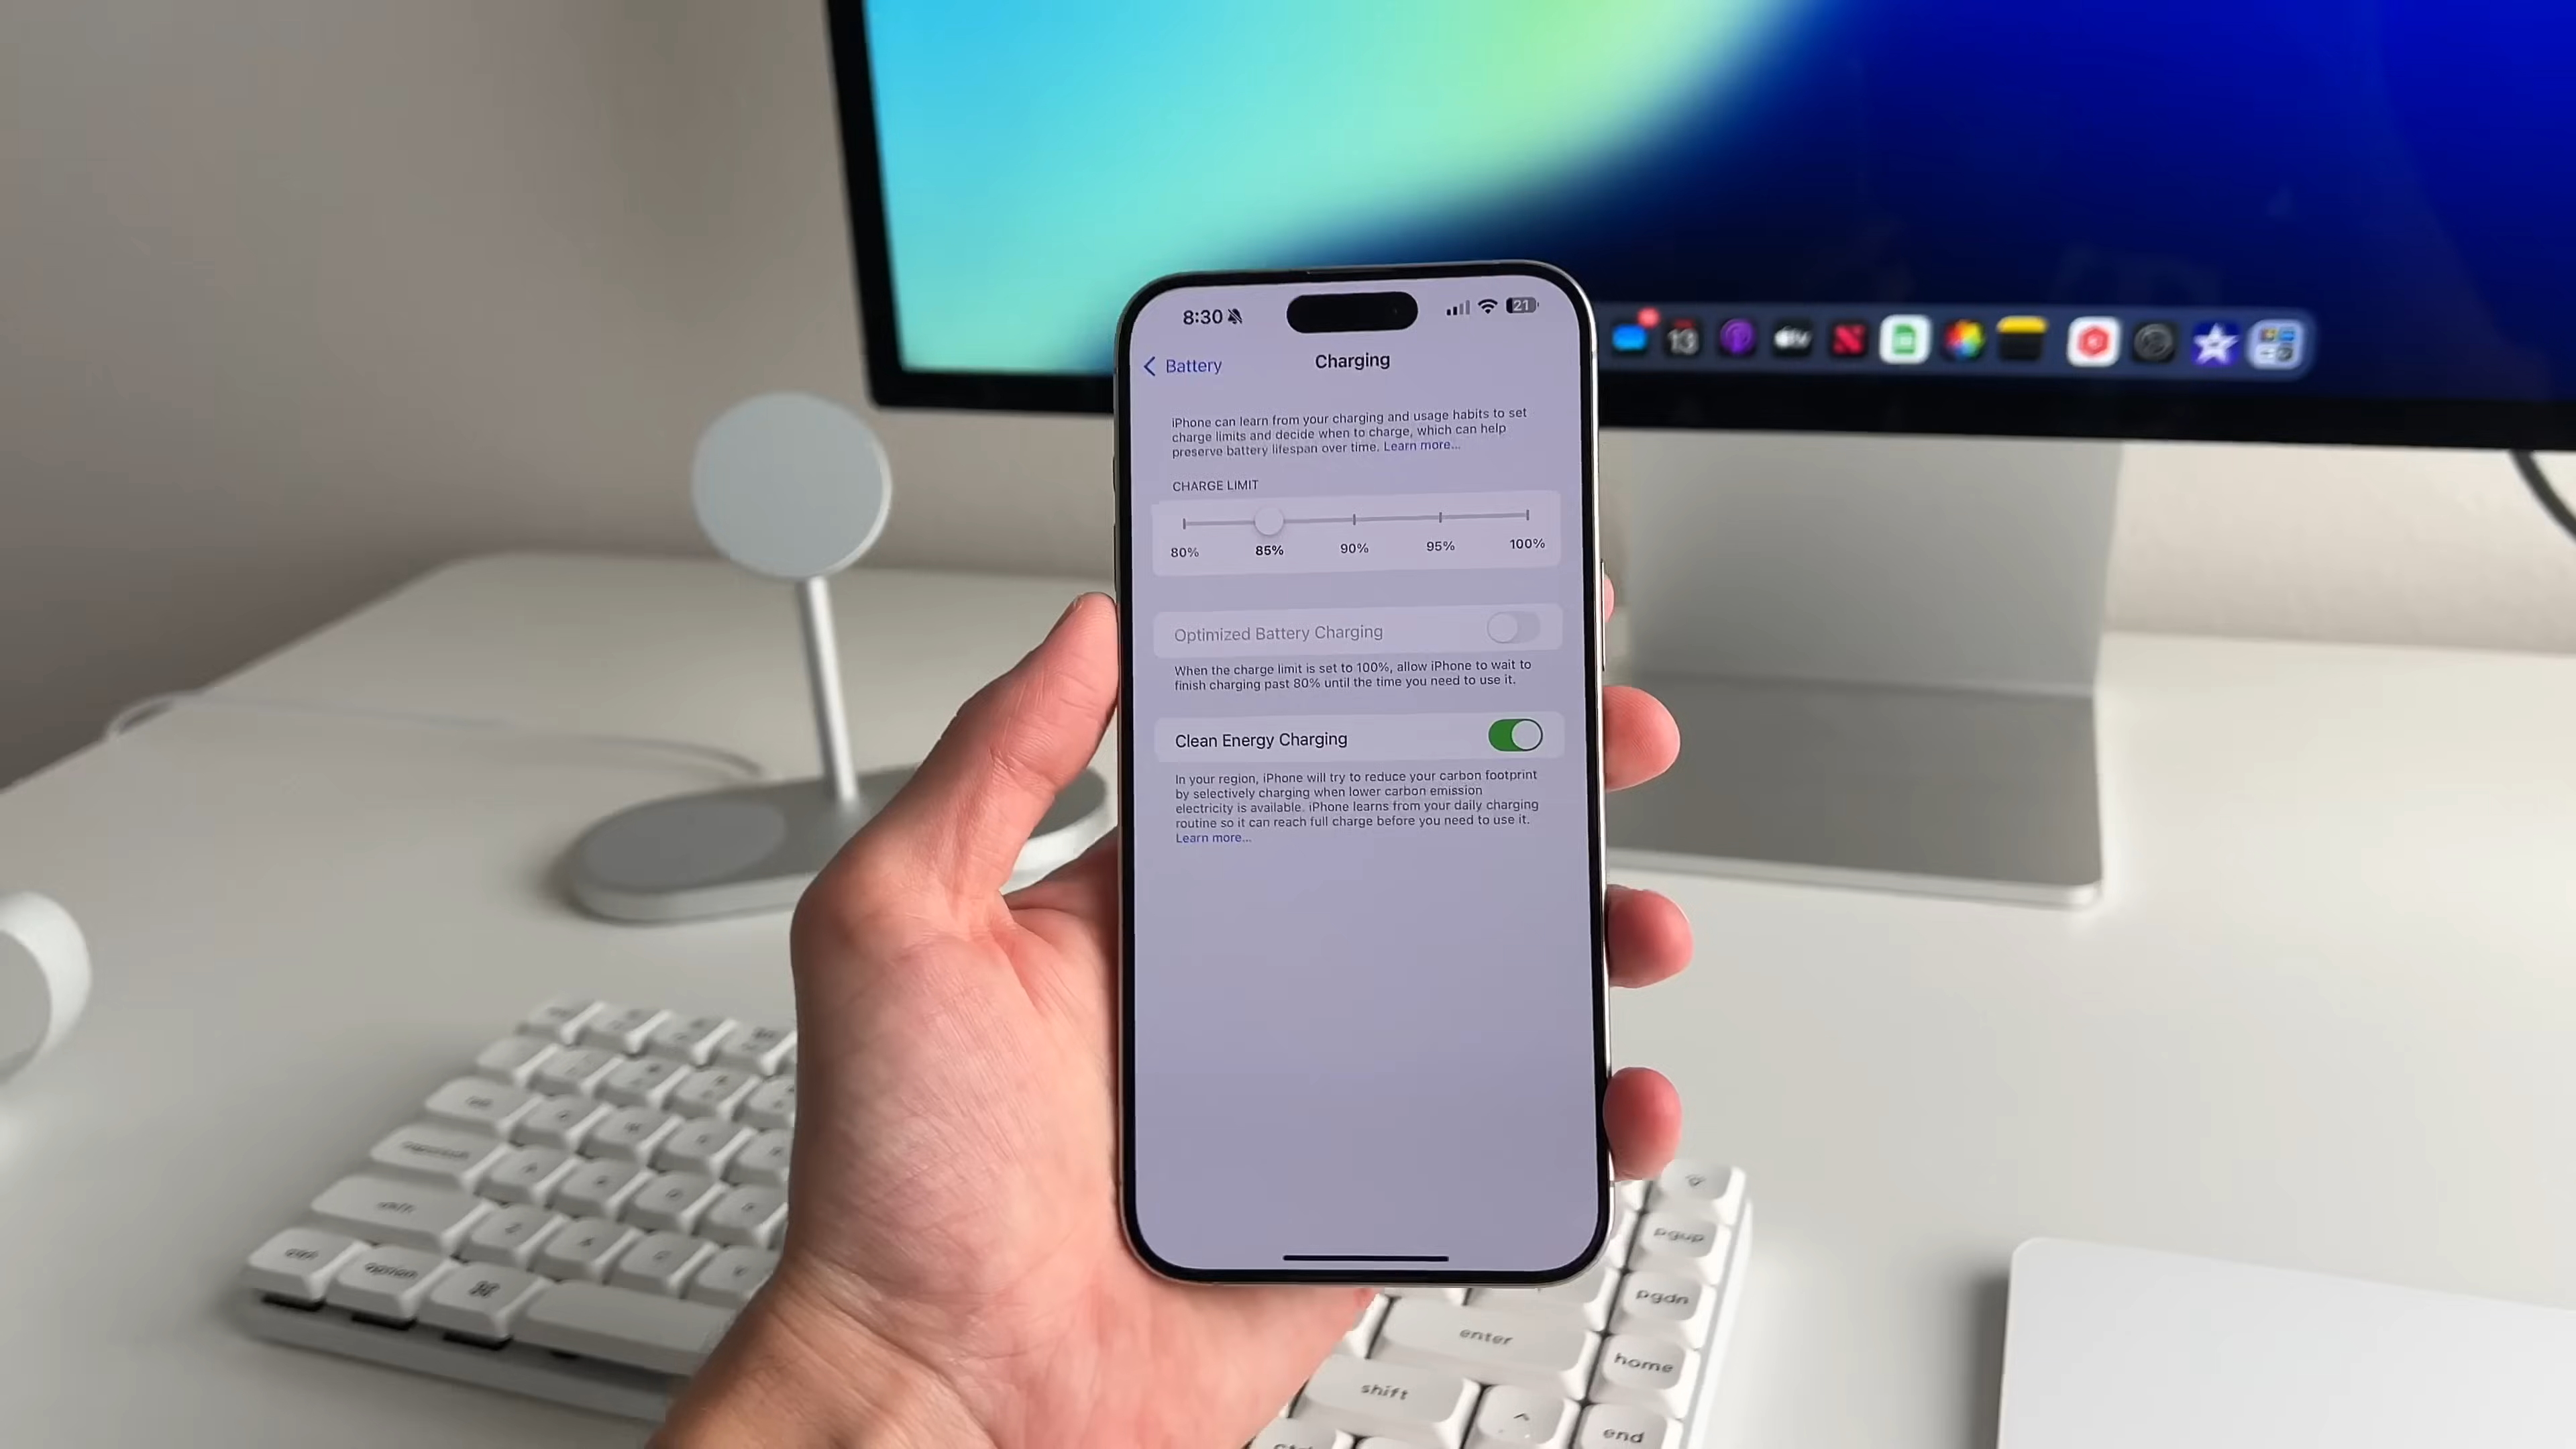 13
tv
8:30
21
Battery
Charging
iPhone can learn from your charging and usage habits to set
charge limits and decide when to charge, which can help
preserve battery lifespan over time. Learn more...
CHARGE LIMIT
80%
85%
90%
95%
100%
Optimized Battery Charging
When the charge limit is set to 100%, allow iPhone to wait to
finish charging past 80% until the time you need to use it.
Clean Energy Charging
In your region, iPhone will try to reduce your carbon footprint
by selectively charging when lower carbon emission
electricity is available. iPhone learns from your daily charging
routine so it can reach full charge before you need to use it.
Learn more...
option
pgup
pgdn
enter
home
shift
end